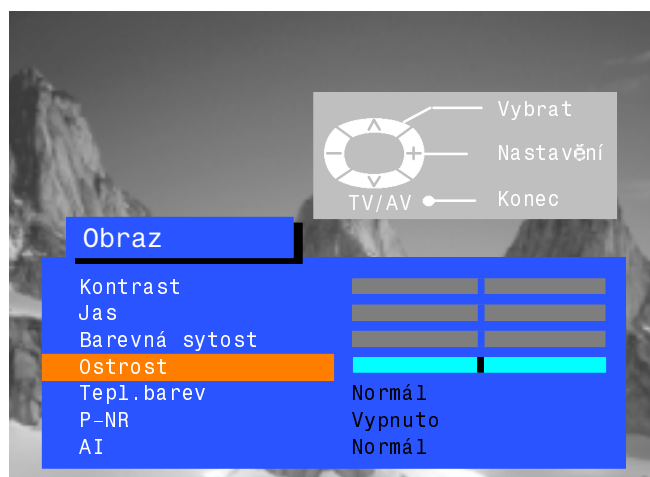 Vybrat
Nastavění
TV/AV Konec
Obraz
Kontrast
Jas
Barevná sytost
Ostrost
Tepl.barev Normál
P-NR Vypnuto
AI Normál